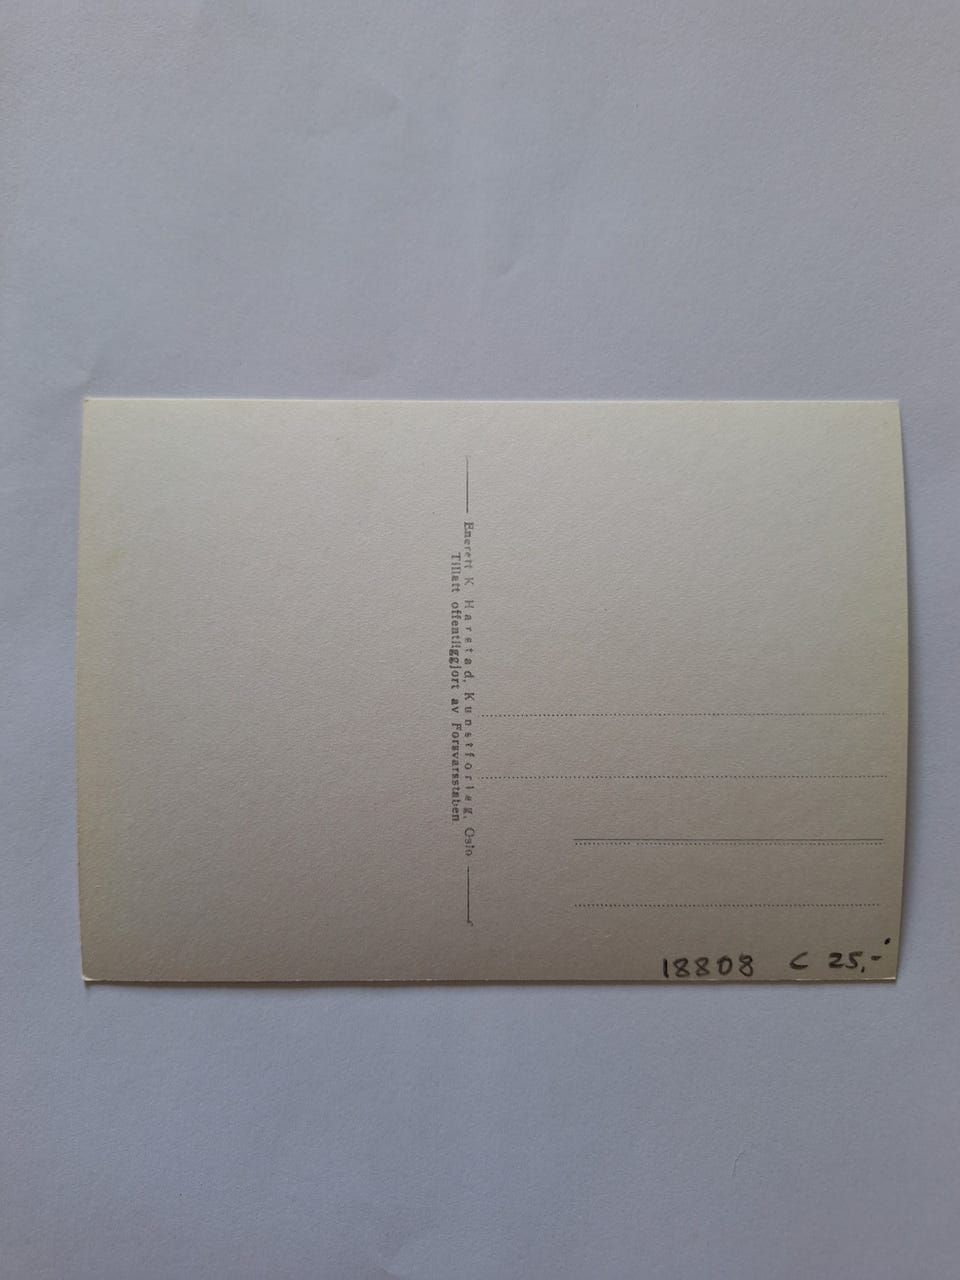 Enerett K Harstad, Kunstforlag, Oslo
Tillatt offentliggjort av Forsvarsstaben
18808 C 25,-